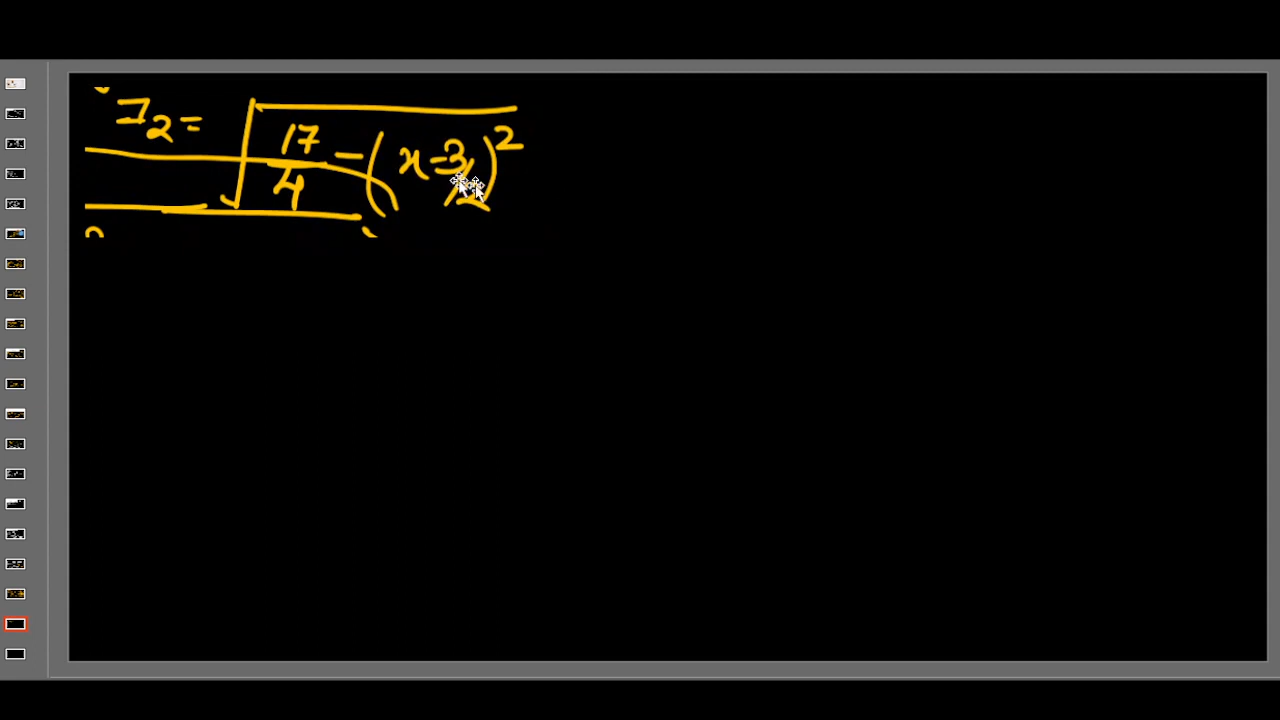 I₂ = √(17/4 - (x - 3/2)²)